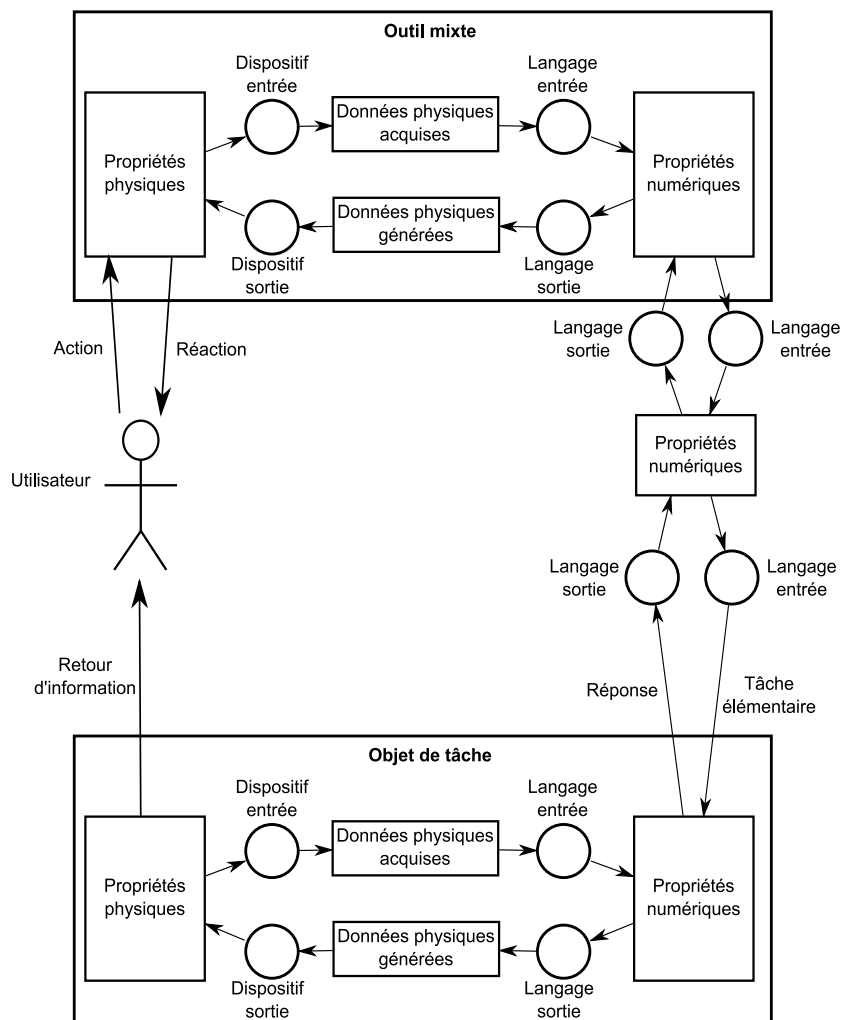 Outil mixte
Dispositif
entrée
Langage
entrée
Données physiques
acquises
Propriétés
physiques
Propriétés
numériques
Données physiques
générées
Dispositif
sortie
Langage
sortie
Action
Réaction
Langage
sortie
Langage
entrée
Utilisateur
Propriétés
numériques
Langage
sortie
Langage
entrée
Retour
d'information
Réponse
Tâche
élémentaire
Objet de tâche
Dispositif
entrée
Langage
entrée
Données physiques
acquises
Propriétés
physiques
Propriétés
numériques
Données physiques
générées
Dispositif
sortie
Langage
sortie